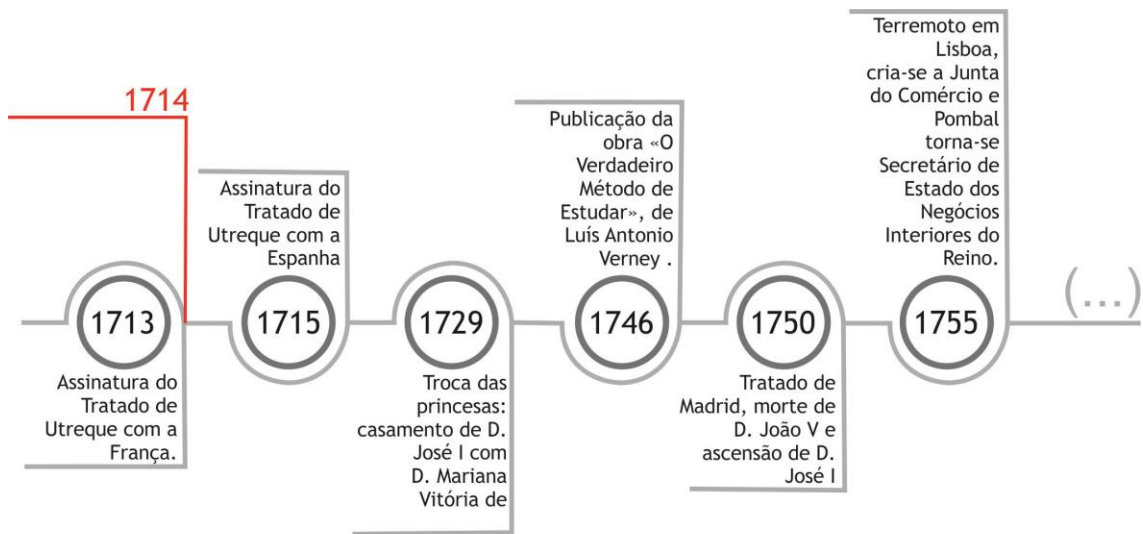 1714
1713
Assinatura do
Tratado de
Utreque com a
França.
Assinatura do
Tratado de
Utreque com a
Espanha
1715
1729
Troca das
princesas:
casamento de D.
José I com
D. Mariana
Vitória de
Publicação da
obra «O
Verdadeiro
Método de
Estudar», de
Luís Antonio
Verney .
1746
1750
Tratado de
Madrid, morte de
D. João V e
ascensão de D.
José I
Terremoto em
Lisboa,
cria-se a Junta
do Comércio e
Pombal
torna-se
Secretário de
Estado dos
Negócios
Interiores do
Reino.
1755
(...)